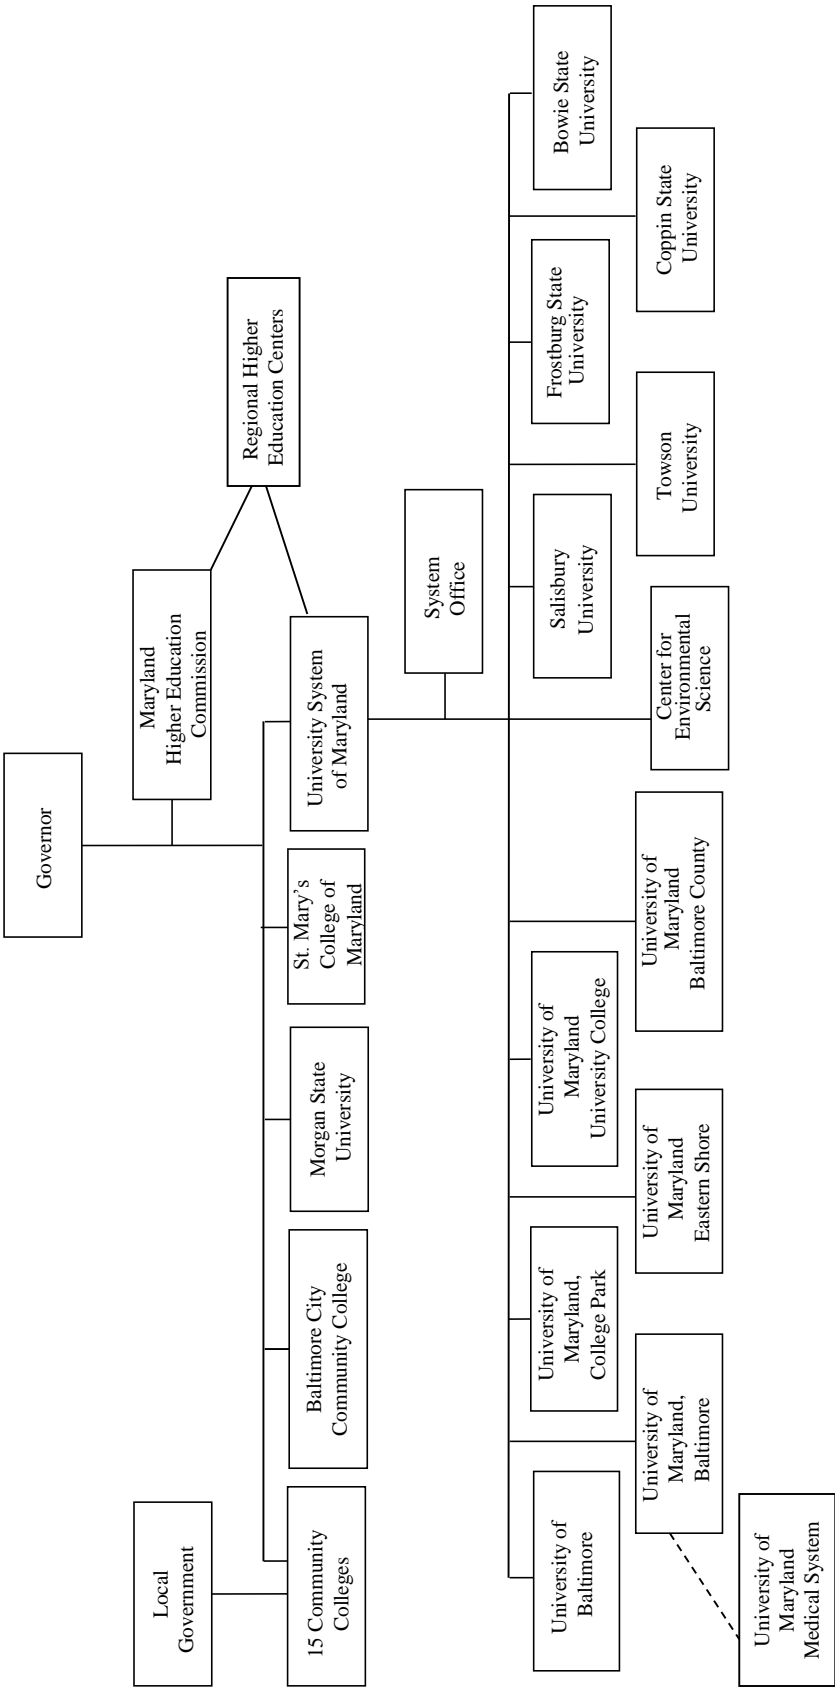 Governor
Maryland
Higher Education
Commission
Local
Government
Regional Higher
Education Centers
15 Community
Colleges
Baltimore City
Community College
Morgan State
University
St. Mary's
College of
Maryland
University System
of Maryland
System
Office
University of
Baltimore
University of
Maryland,
College Park
University of
Maryland
University College
Salisbury
University
Frostburg State
University
Bowie State
University
University of
Maryland,
Baltimore
University of
Maryland
Eastern Shore
University of
Maryland
Baltimore County
Center for
Environmental
Science
Towson
University
Coppin State
University
University of
Maryland
Medical System